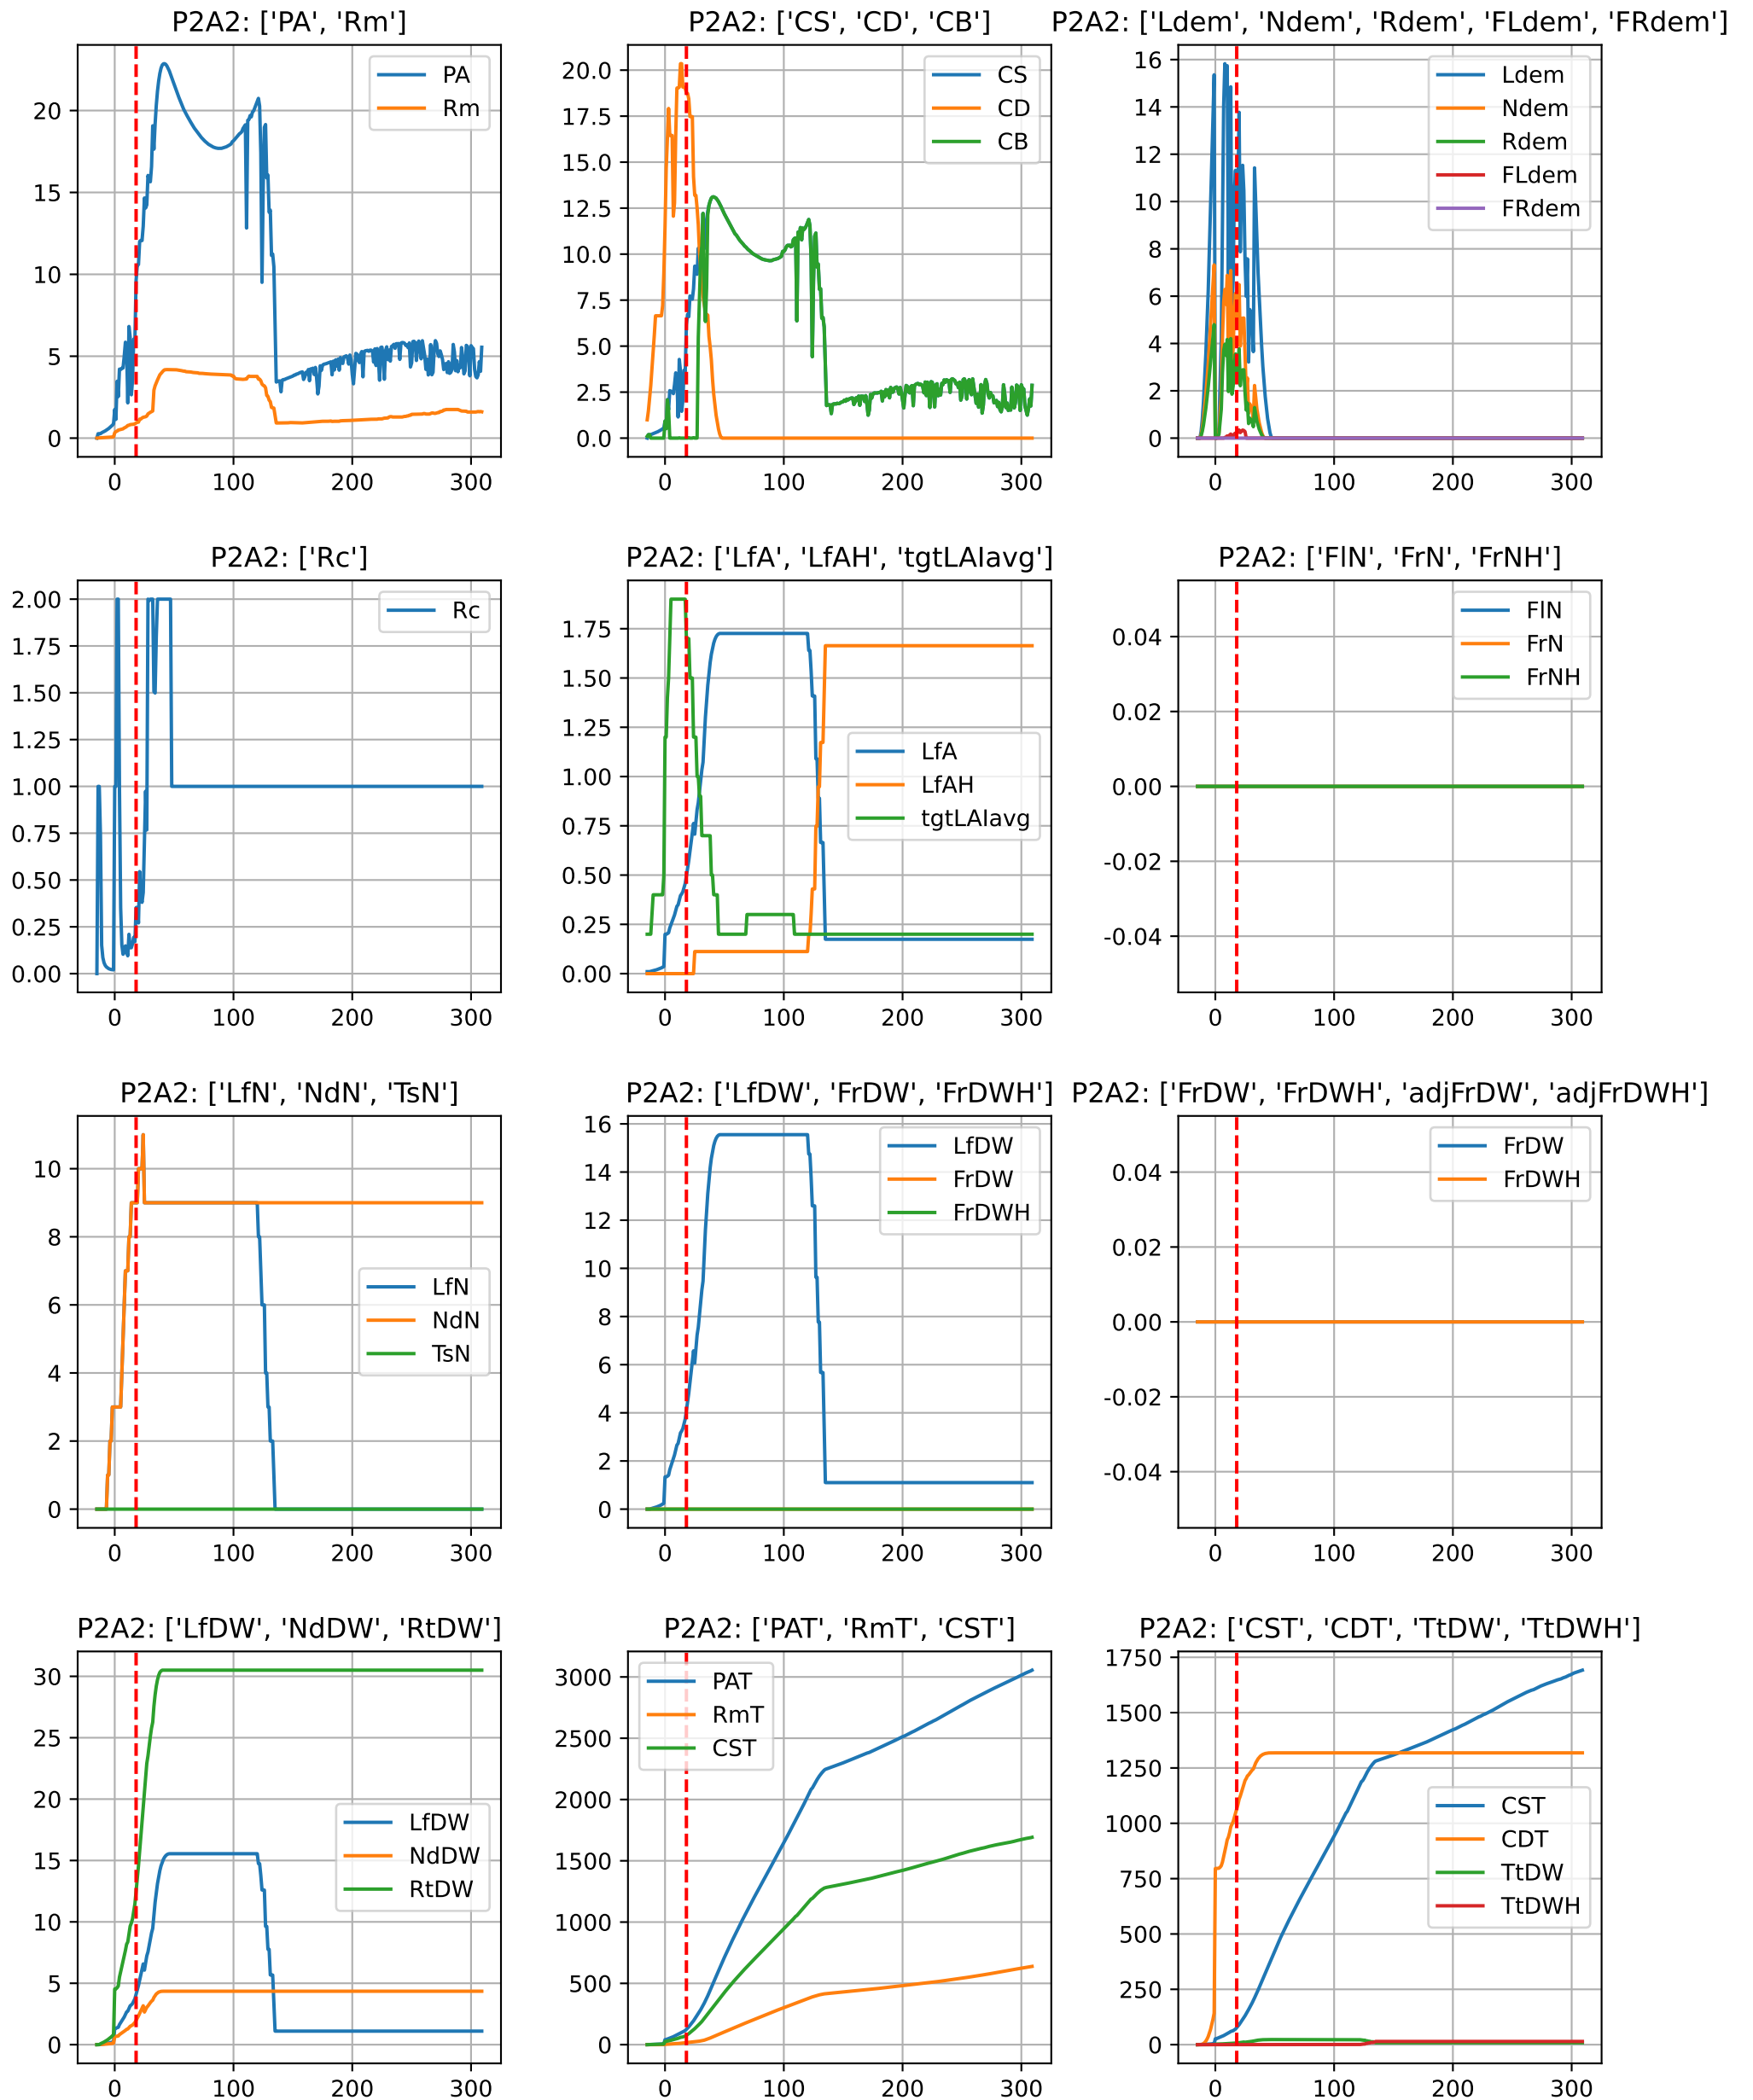 P2A2: ['PA', 'Rm']
20
15
10
5
0
0 100 200 300
PA
Rm
P2A2: ['CS', 'CD', 'CB']
20.0
17.5
15.0
12.5
10.0
7.5
5.0
2.5
0.0
0 100 200 300
CS
CD
CB
P2A2: ['Ldem', 'Ndem', 'Rdem', 'FLdem', 'FRdem']
16
14
12
10
8
6
4
2
0
0 100 200 300
Ldem
Ndem
Rdem
FLdem
FRdem
P2A2: ['Rc']
2.00
1.75
1.50
1.25
1.00
0.75
0.50
0.25
0.00
0 100 200 300
Rc
P2A2: ['LfA', 'LfAH', 'tgtLAIavg']
1.75
1.50
1.25
1.00
0.75
0.50
0.25
0.00
0 100 200 300
LfA
LfAH
tgtLAIavg
P2A2: ['FlN', 'FrN', 'FrNH']
0.04
0.02
0.00
-0.02
-0.04
0 100 200 300
FlN
FrN
FrNH
P2A2: ['LfN', 'NdN', 'TsN']
10
8
6
4
2
0
0 100 200 300
LfN
NdN
TsN
P2A2: ['LfDW', 'FrDW', 'FrDWH']
16
14
12
10
8
6
4
2
0
0 100 200 300
LfDW
FrDW
FrDWH
P2A2: ['FrDW', 'FrDWH', 'adjFrDW', 'adjFrDWH']
0.04
0.02
0.00
-0.02
-0.04
0 100 200 300
FrDW
FrDWH
P2A2: ['LfDW', 'NdDW', 'RtDW']
30
25
20
15
10
5
0
0 100 200 300
LfDW
NdDW
RtDW
P2A2: ['PAT', 'RmT', 'CST']
3000
2500
2000
1500
1000
500
0
0 100 200 300
PAT
RmT
CST
P2A2: ['CST', 'CDT', 'TtDW', 'TtDWH']
1750
1500
1250
1000
750
500
250
0
0 100 200 300
CST
CDT
TtDW
TtDWH